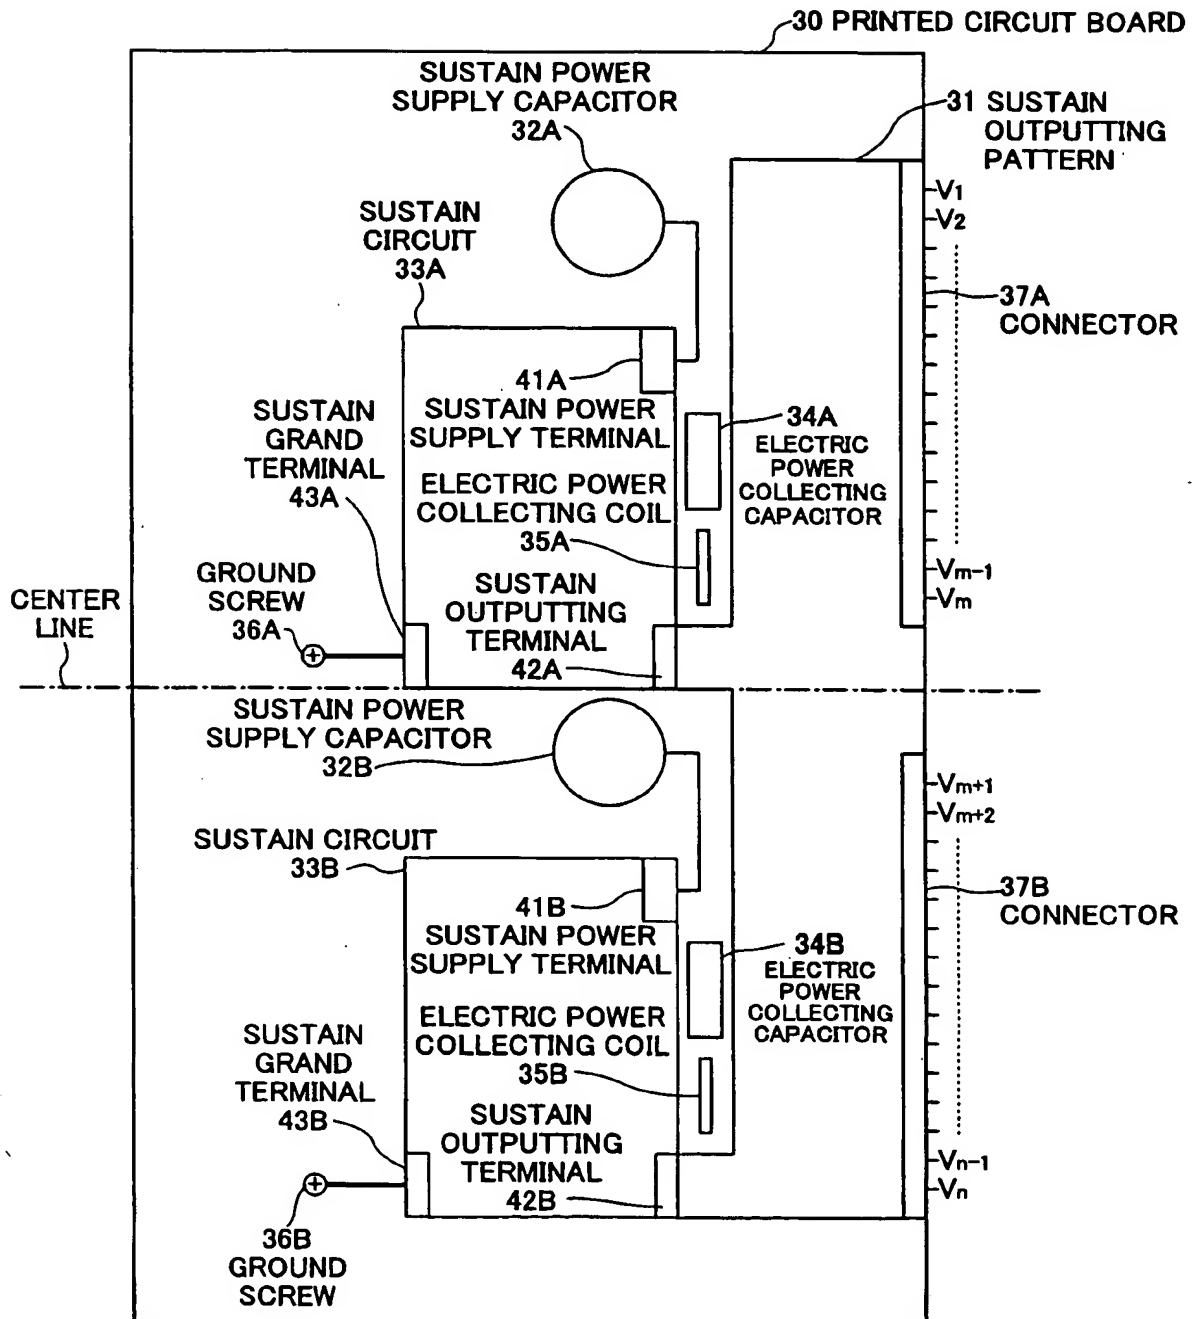 30 PRINTED CIRCUIT BOARD
SUSTAIN POWER
SUPPLY CAPACITOR
32A
31 SUSTAIN
OUTPUTTING
PATTERN
V1
V2
SUSTAIN
CIRCUIT
33A
37A
CONNECTOR
41A
SUSTAIN POWER
SUPPLY TERMINAL
SUSTAIN
GRAND
TERMINAL
43A
34A
ELECTRIC
POWER
COLLECTING
CAPACITOR
ELECTRIC POWER
COLLECTING COIL
35A
Vm-1
Vm
GROUND
SCREW
36A
SUSTAIN
OUTPUTTING
TERMINAL
42A
CENTER
LINE
SUSTAIN POWER
SUPPLY CAPACITOR
32B
Vm+1
Vm+2
SUSTAIN CIRCUIT
33B
37B
CONNECTOR
41B
SUSTAIN POWER
SUPPLY TERMINAL
34B
ELECTRIC
POWER
COLLECTING
CAPACITOR
ELECTRIC POWER
COLLECTING COIL
35B
SUSTAIN
GRAND
TERMINAL
43B
SUSTAIN
OUTPUTTING
TERMINAL
42B
Vn-1
Vn
36B
GROUND
SCREW